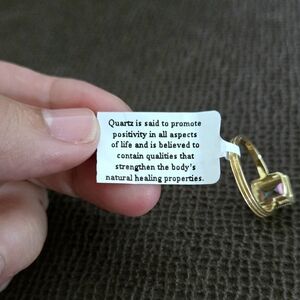 Quartz is said to promote
positivity in all aspects
of life and is believed to
contain qualities that
strengthen the body's
natural healing properties.